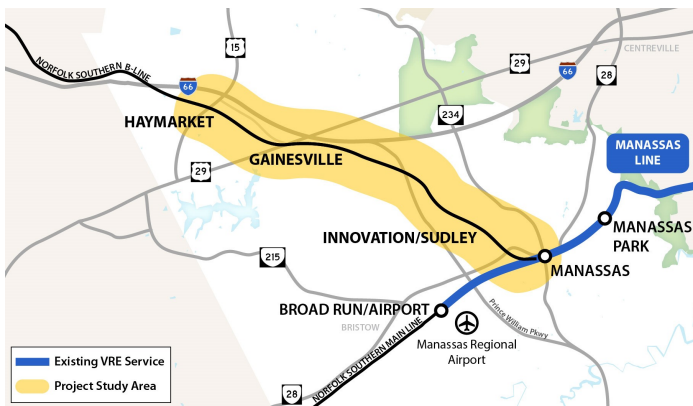 15
29
66
CENTREVILLE
28
NORFOLK SOUTHERN B-LINE
66
HAYMARKET
234
GAINESVILLE
MANASSAS
LINE
29
MANASSAS
PARK
INNOVATION/SUDLEY
215
MANASSAS
BROAD RUN/AIRPORT
BRISTOW
Prince William Pkwy
Manassas Regional
Airport
NORFOLK SOUTHERN MAIN LINE
28
Existing VRE Service
Project Study Area